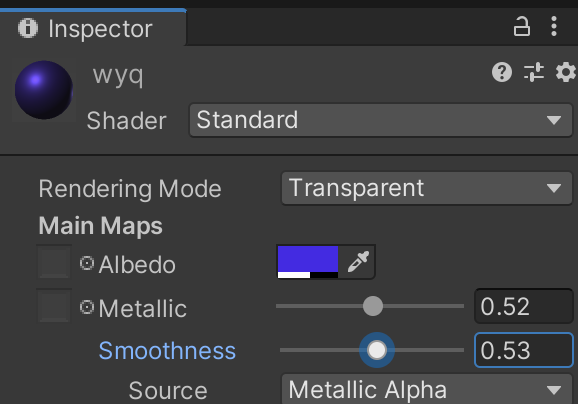 Inspector
wyq
Shader Standard
Rendering Mode Transparent
Main Maps
Albedo
Metallic 0.52
Smoothness 0.53
Source Metallic Alpha